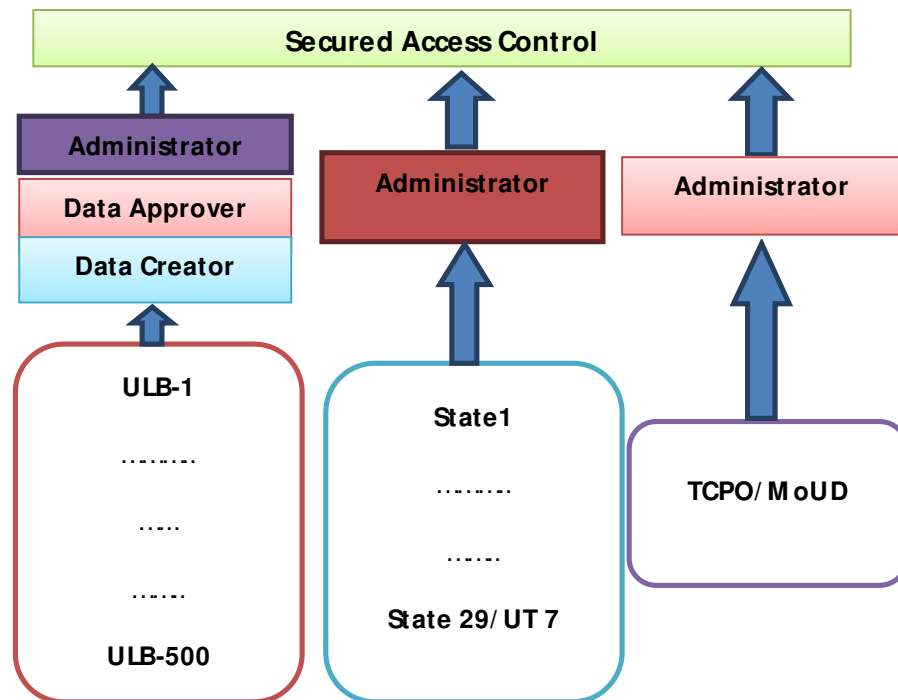 Secured Access Control
Administrator
Data Approver
Data Creator
ULB-1
………..
……
……..
ULB-500
Administrator
State1
………..
……..
State 29/ UT 7
Administrator
TCPO/ MoUD